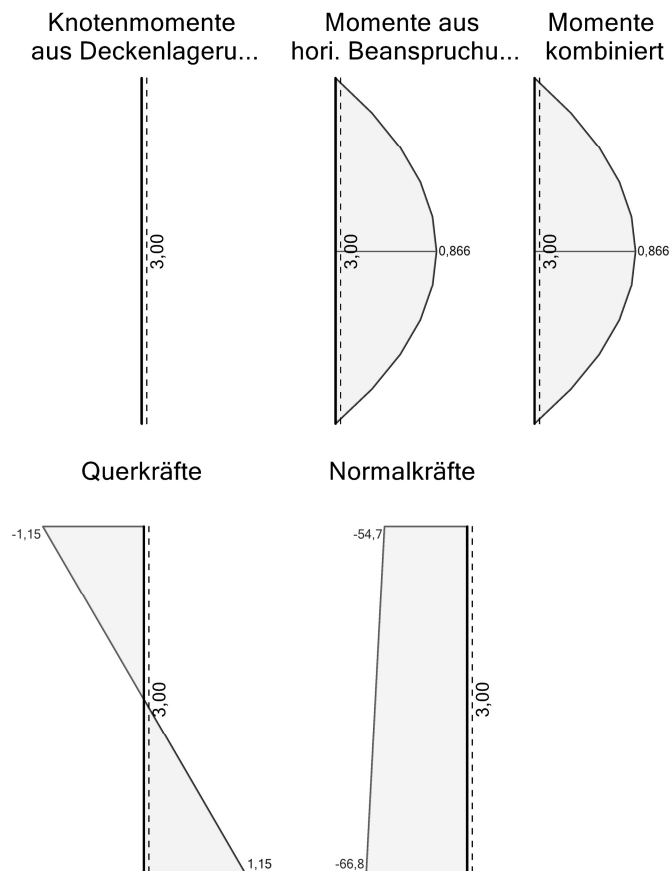 Knotenmomente
aus Deckenlageru...
Momente aus
hori. Beanspruchu...
Momente
kombiniert
3,00
3,00
0,866
3,00
0,866
Querkräfte
Normalkräfte
-1,15
-54,7
3,00
3,00
1,15
-66,8